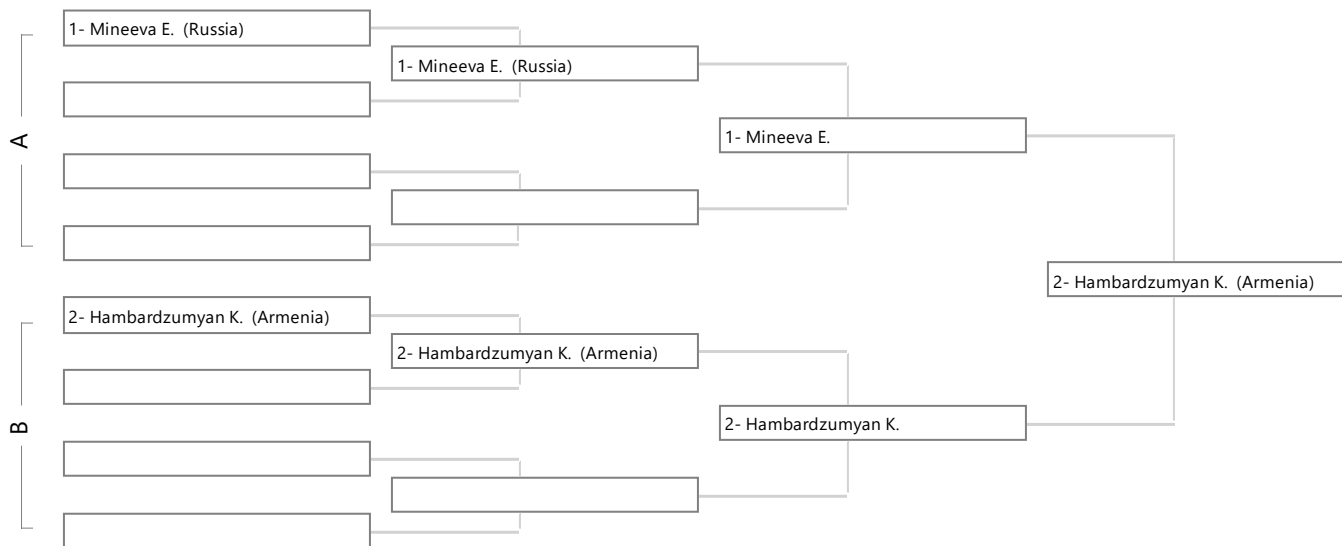 1- Mineeva E. (Russia)
1- Mineeva E. (Russia)
1- Mineeva E.
A
2- Hambardzumyan K. (Armenia)
2- Hambardzumyan K. (Armenia)
2- Hambardzumyan K. (Armenia)
2- Hambardzumyan K.
B